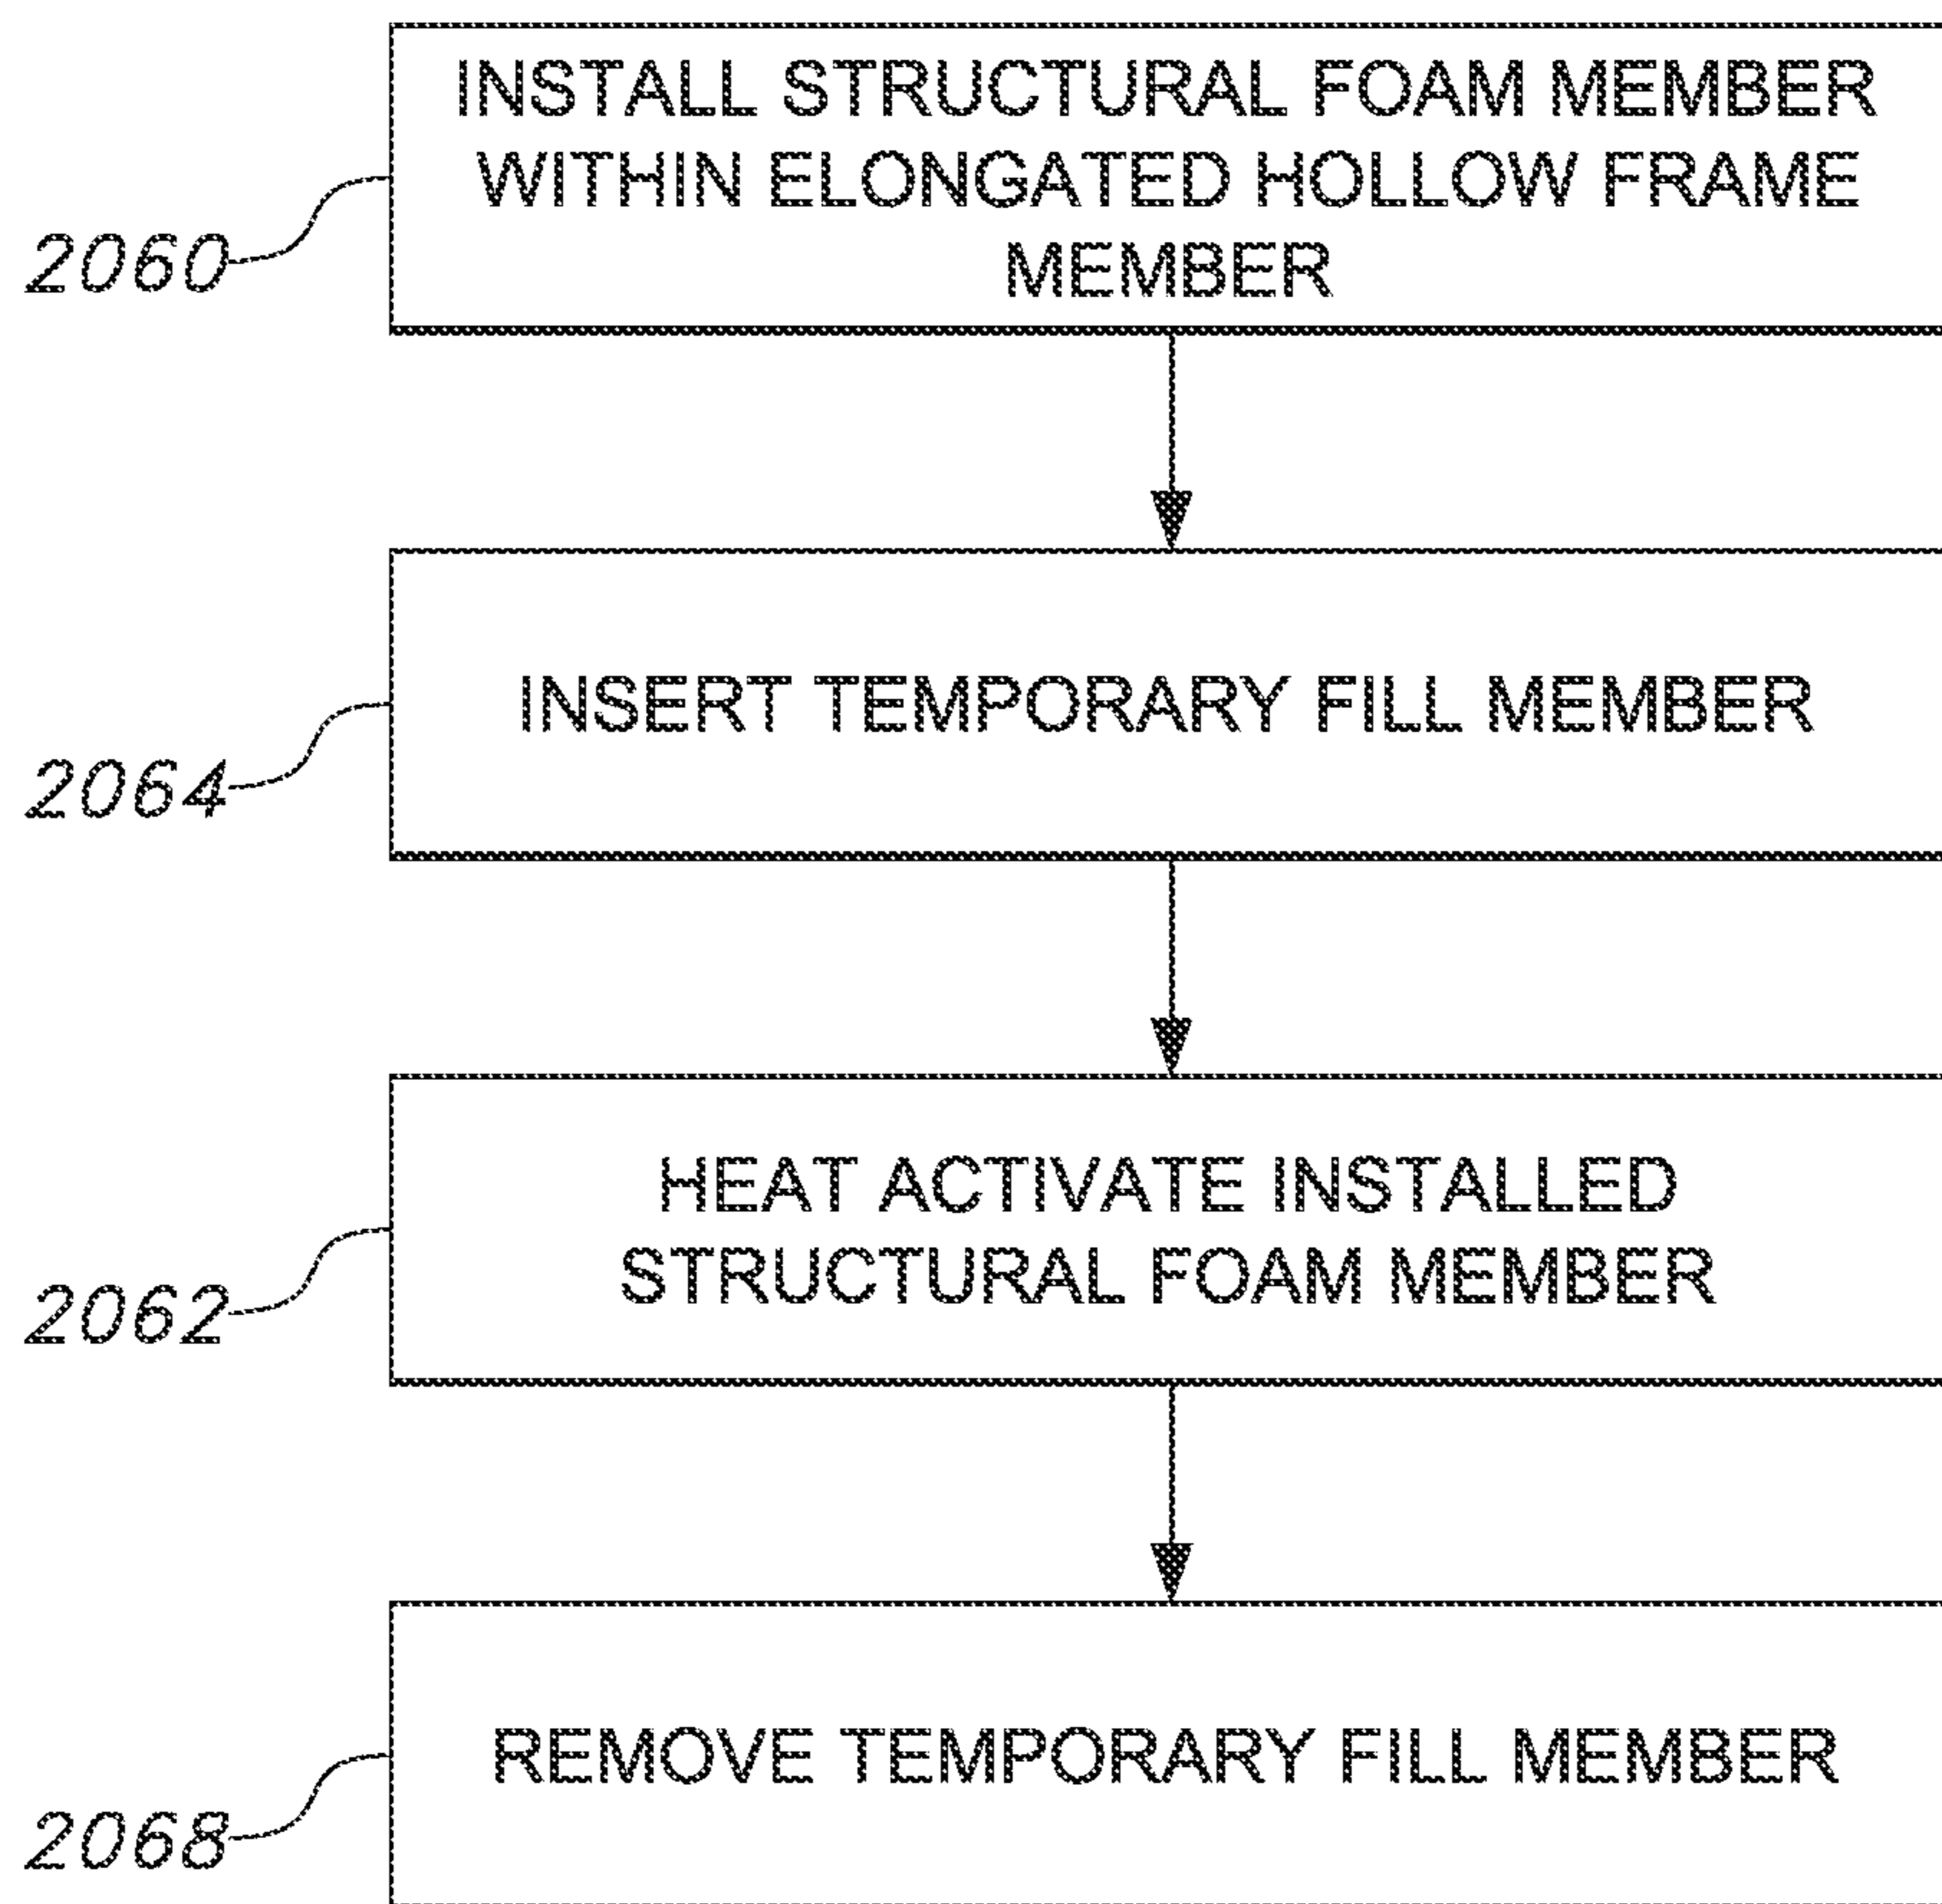 INSTALL STRUCTURAL FOAM MEMBER
WITHIN ELONGATED HOLLOW FRAME
MEMBER
2060
INSERT TEMPORARY FILL MEMBER
2064
HEAT ACTIVATE INSTALLED
STRUCTURAL FOAM MEMBER
2062
REMOVE TEMPORARY FILL MEMBER
2068